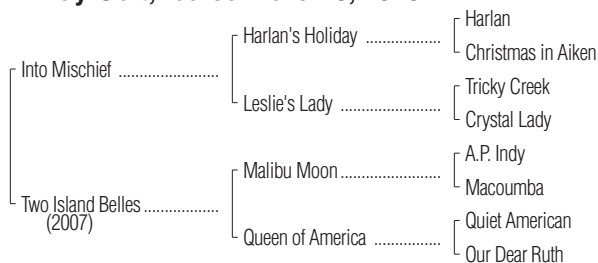 Harlan
Harlan's Holiday ..................
Christmas in Aiken
Into Mischief ........................
Tricky Creek
Leslie's Lady ........................
Crystal Lady
A.P. Indy
Malibu Moon ........................
Macoumba
Two Island Belles ..................
(2007)
Quiet American
Queen of America ................
Our Dear Ruth